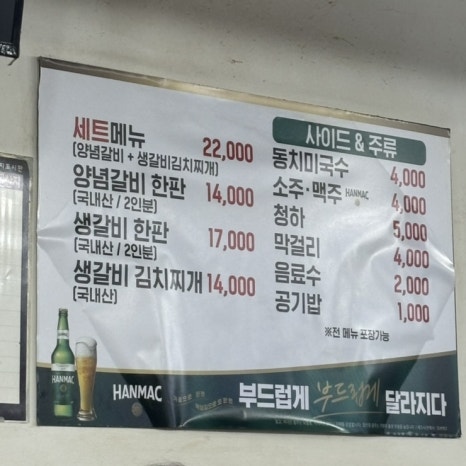 세트메뉴 22,000
(양념갈비 + 생갈비김치찌개)
양념갈비 한판 14,000
(국내산 / 2인분)
생갈비 한판 17,000
(국내산 / 2인분)
생갈비 김치찌개 14,000
(국내산)
사이드 & 주류
동치미국수 4,000
소주·맥주 HANMAC 4,000
청하 5,000
막걸리 4,000
음료수 2,000
공기밥 1,000
※전 메뉴 포장가능
HANMAC
HANMAC
부드럽게 부드럽게 달라지다